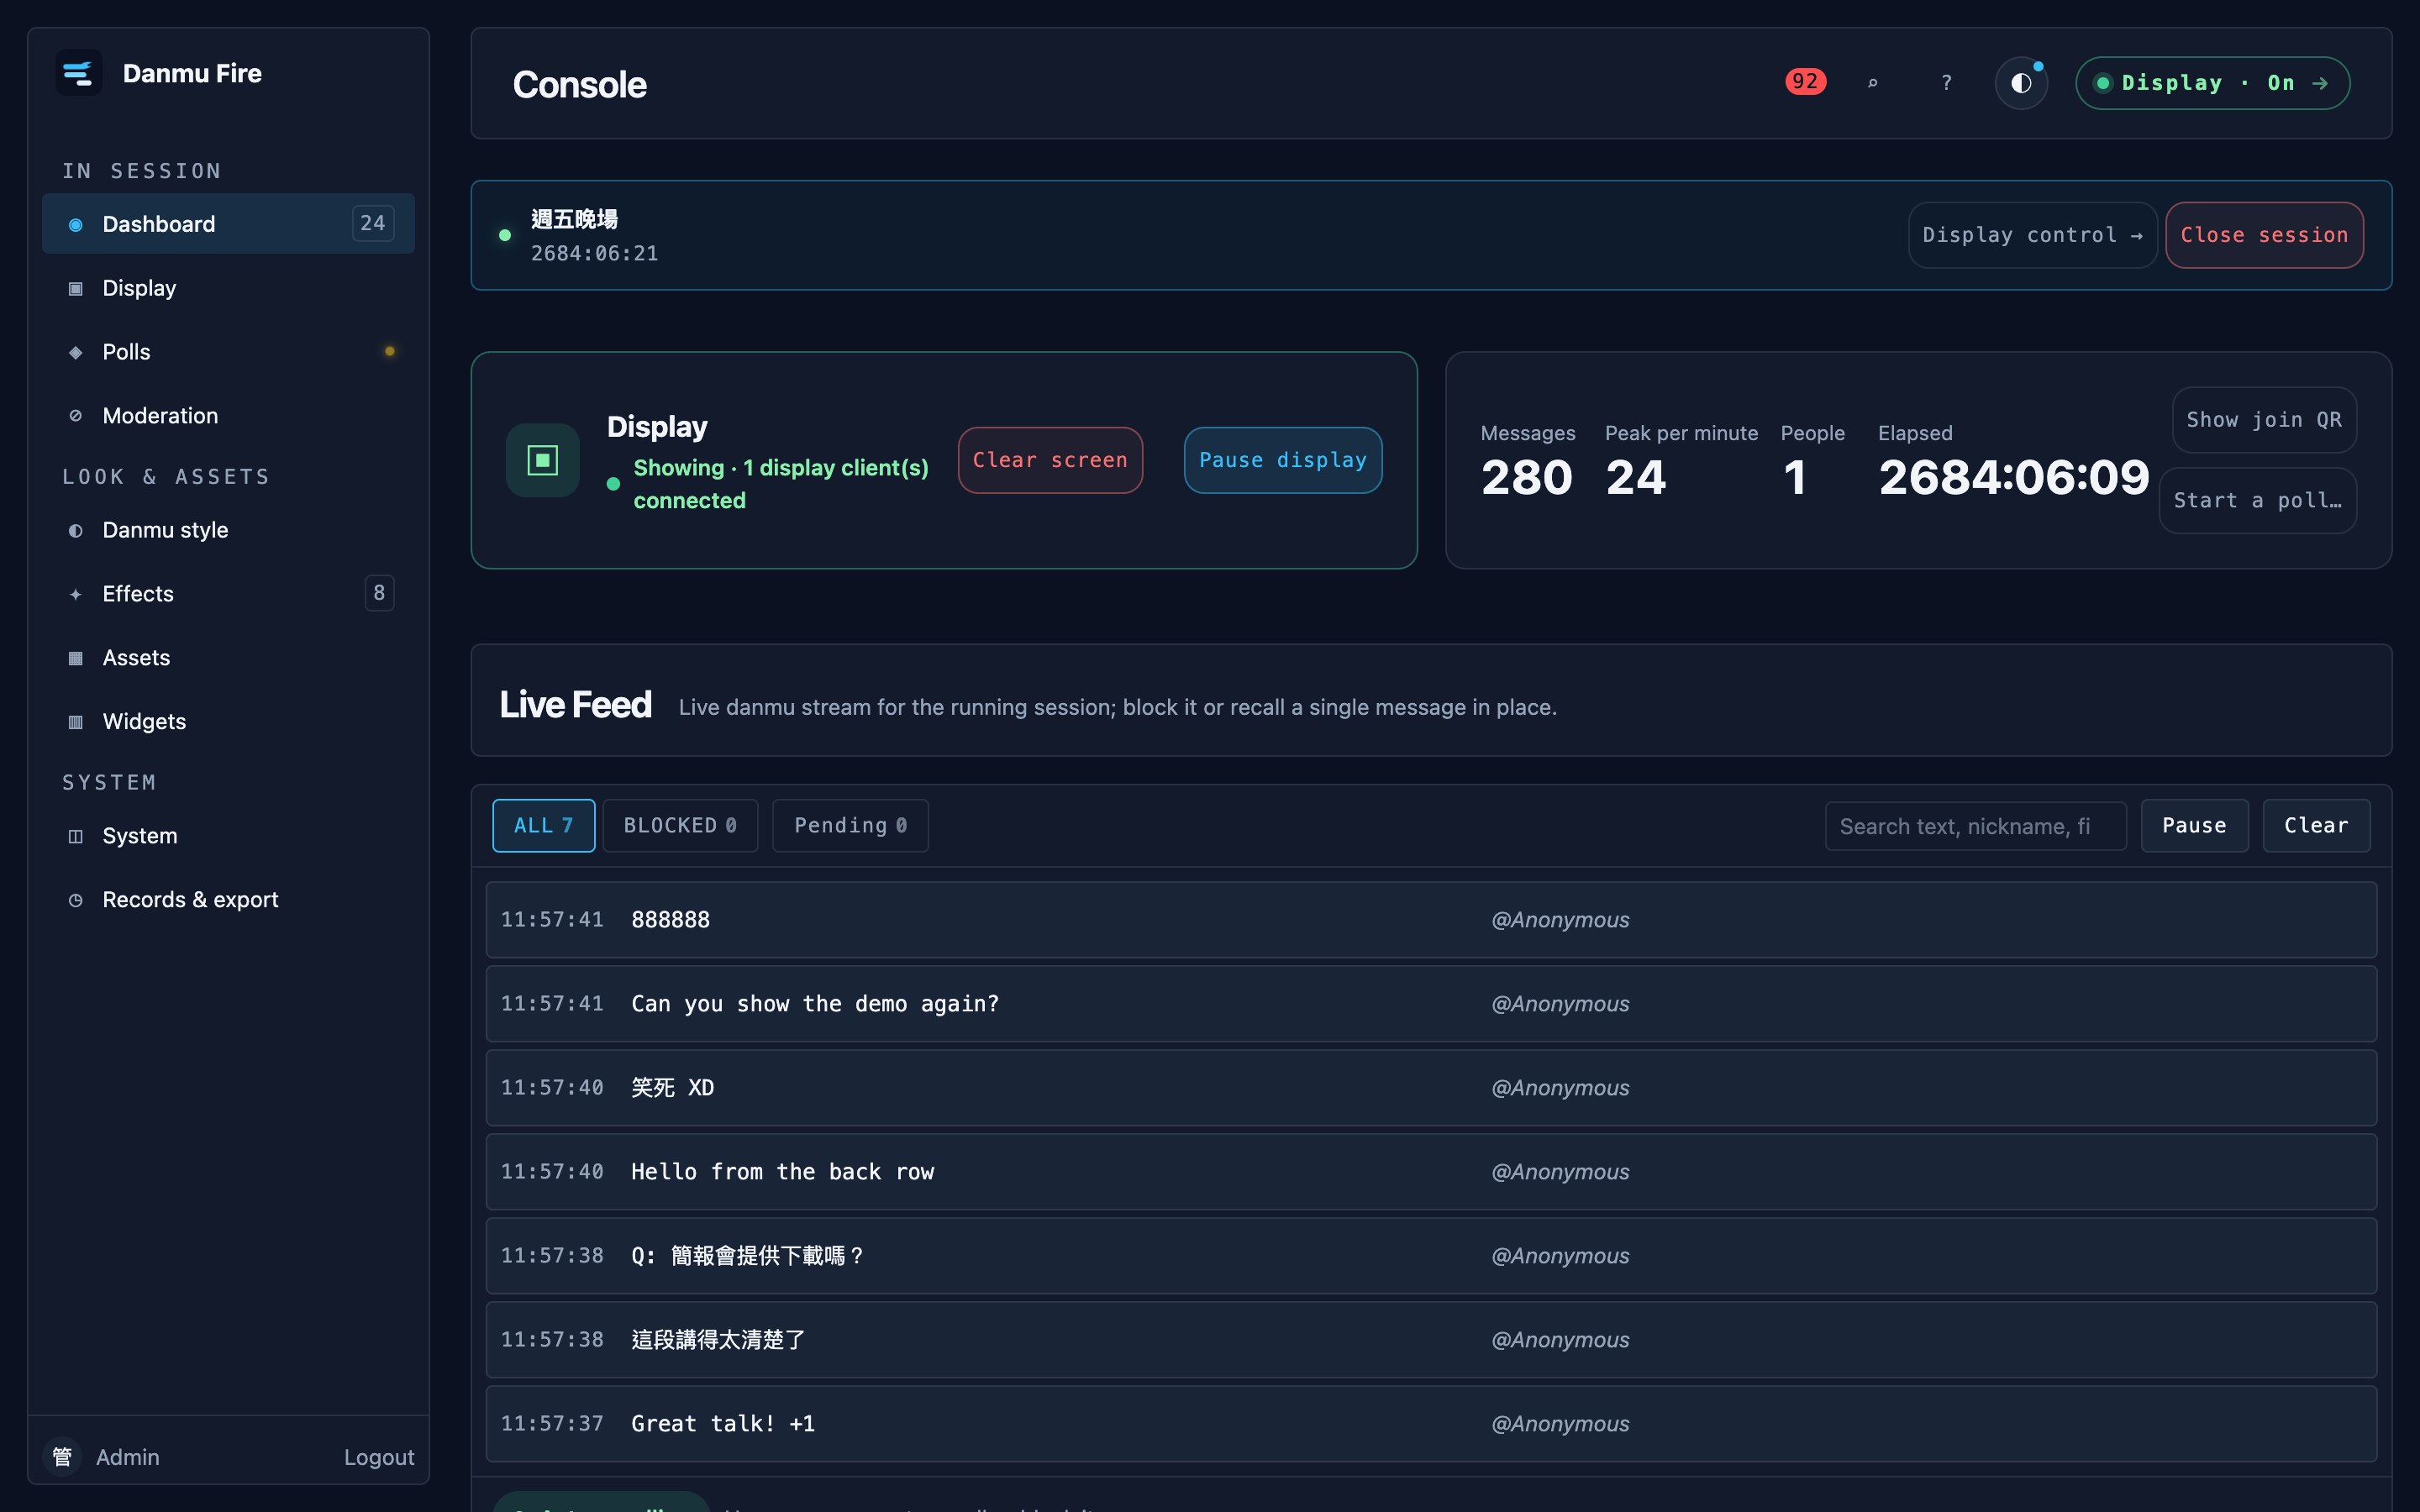 Danmu Fire
IN SESSION
Dashboard 24
Display
Polls
Moderation
LOOK & ASSETS
Danmu style
Effects 8
Assets
Widgets
SYSTEM
System
Records & export
管 Admin Logout
Console
92 ? Display · On →
週五晚場
2684:06:21
Display control →
Close session
Display
Showing · 1 display client(s)
connected
Clear screen
Pause display
Messages Peak per minute People Elapsed
280 24 1 2684:06:09
Show join QR
Start a poll…
Live Feed Live danmu stream for the running session; block it or recall a single message in place.
ALL 7 BLOCKED 0 Pending 0 Search text, nickname, fi Pause Clear
11:57:41 888888 @Anonymous
11:57:41 Can you show the demo again? @Anonymous
11:57:40 笑死 XD @Anonymous
11:57:40 Hello from the back row @Anonymous
11:57:38 Q: 簡報會提供下載嗎？ @Anonymous
11:57:38 這段講得太清楚了 @Anonymous
11:57:37 Great talk! +1 @Anonymous